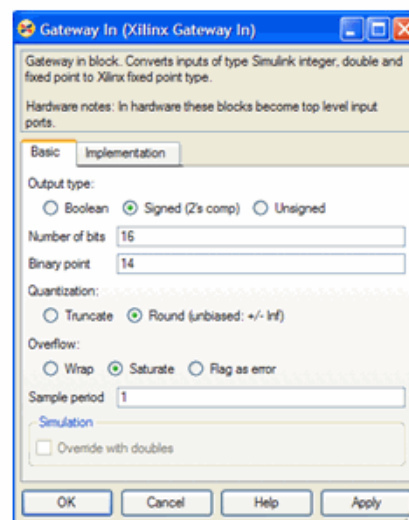 Gateway In (Xilinx Gateway In)
Gateway in block. Converts inputs of type Simulink integer, double and
fixed point to Xilinx fixed point type.
Hardware notes: In hardware these blocks become top level input
ports.
Basic Implementation
Output type:
Boolean Signed (2's comp) Unsigned
Number of bits 16
Binary point 14
Quantization:
Truncate Round (unbiased: +/- Inf)
Overflow:
Wrap Saturate Flag as error
Sample period 1
Simulation
Override with doubles
OK Cancel Help Apply